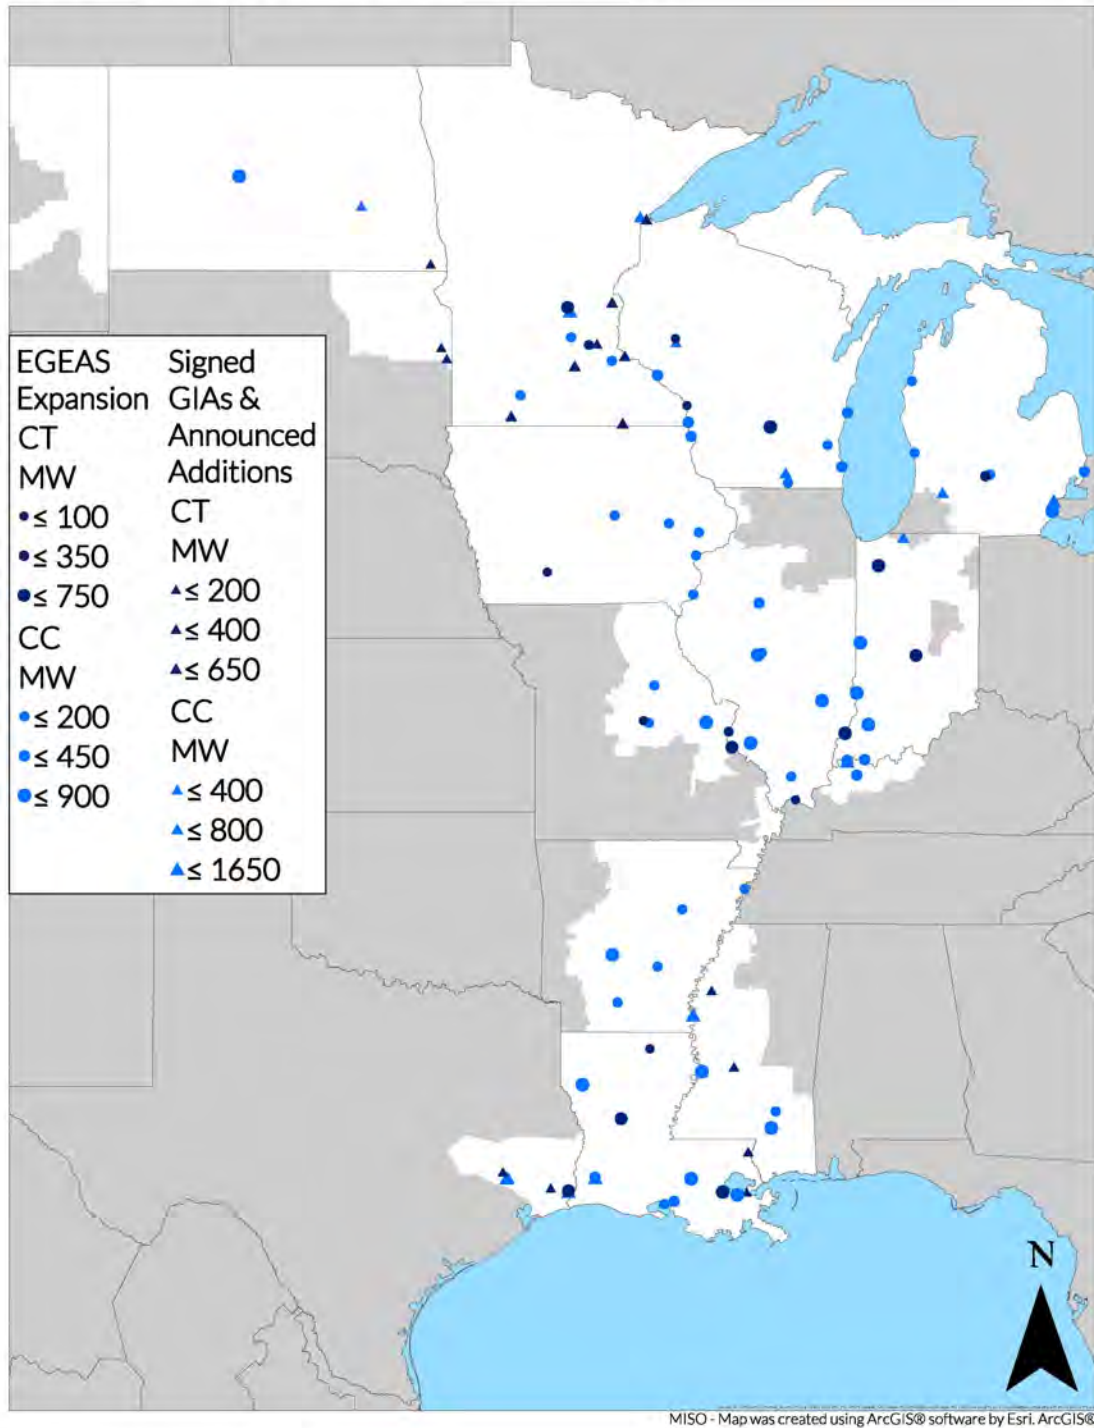 EGEAS
Expansion
CT
MW
≤ 100
≤ 350
≤ 750
CC
MW
≤ 200
≤ 450
≤ 900
Signed
GIAs &
Announced
Additions
CT
MW
≤ 200
≤ 400
≤ 650
CC
MW
≤ 400
≤ 800
≤ 1650
N
MISO - Map was created using ArcGIS® software by Esri. ArcGIS®